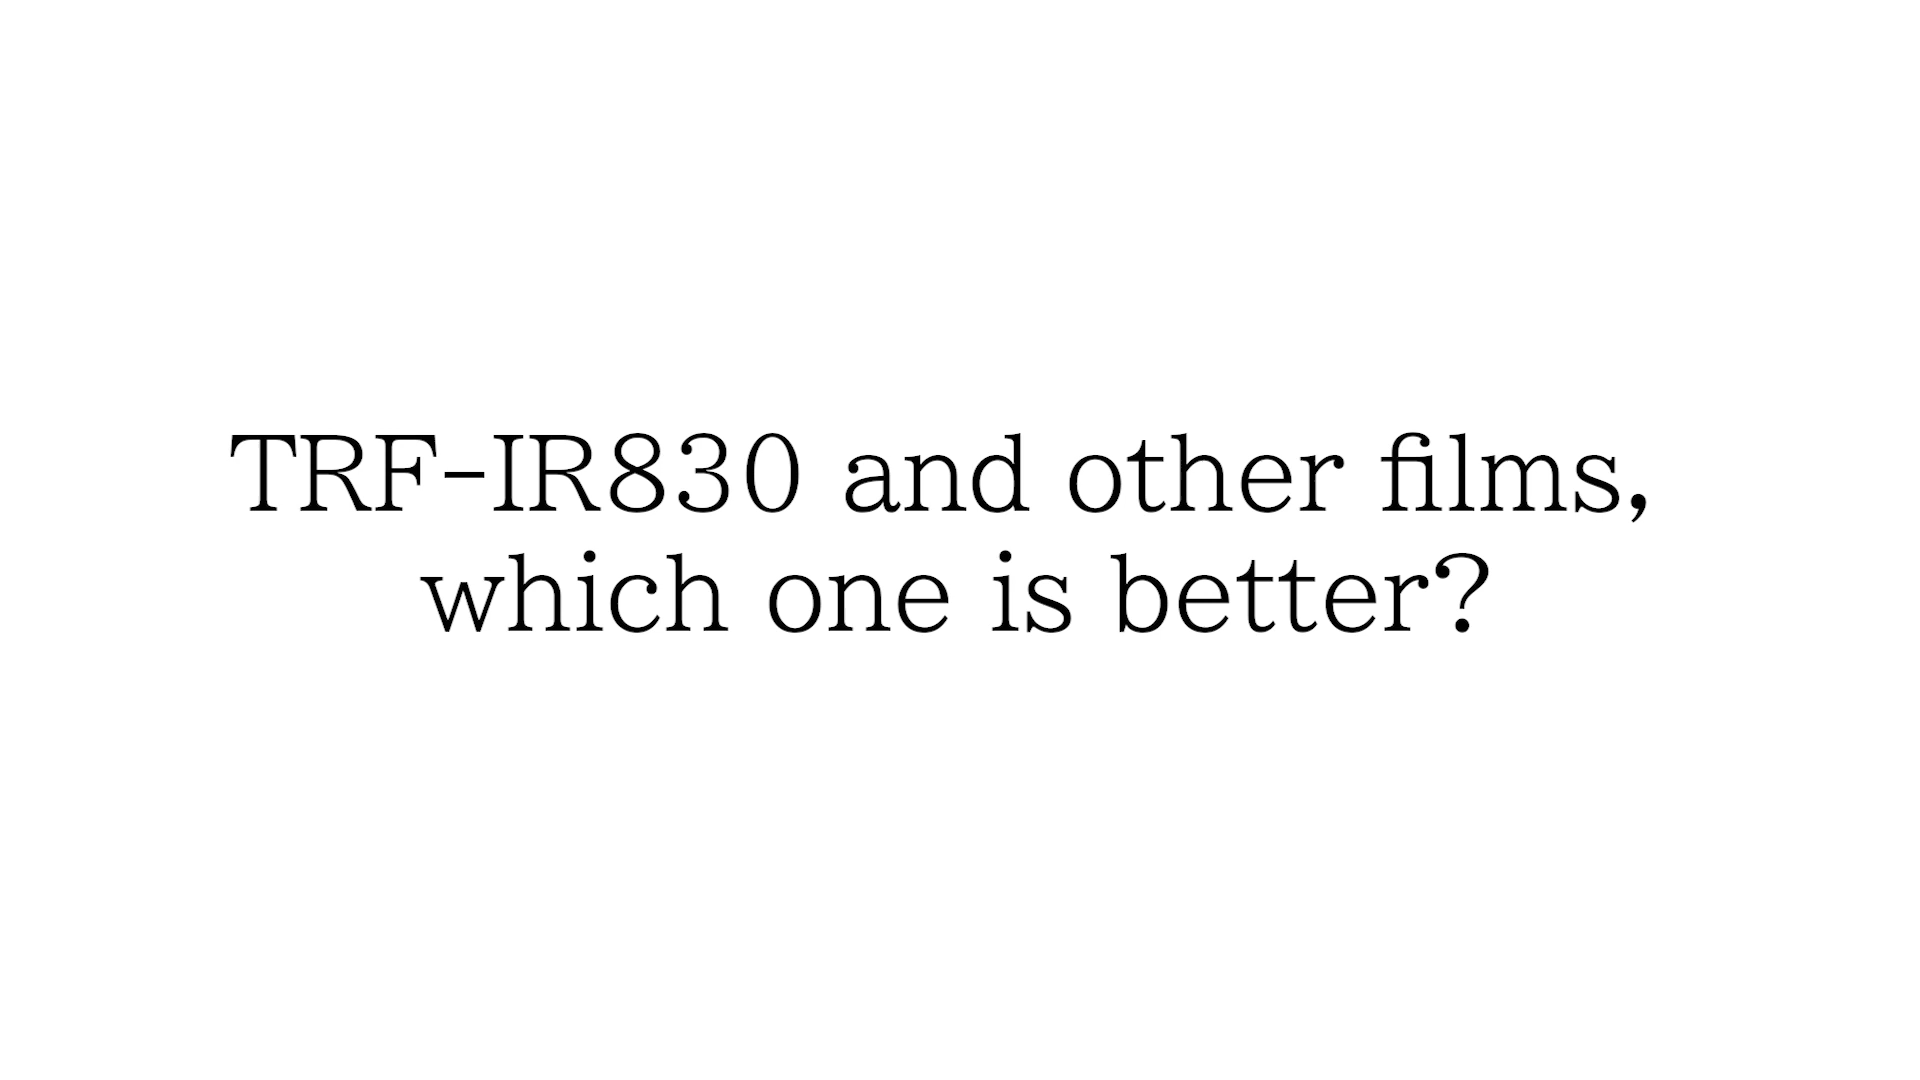 TRF-IR830 and other films,
which one is better?